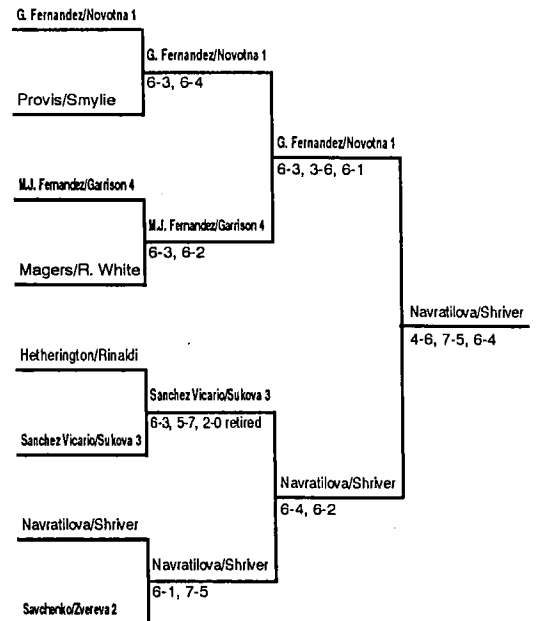 G. Fernandez/Novotna 1
G. Fernandez/Novotna 1
6-3, 6-4
Provis/Smylie
G. Fernandez/Novotna 1
6-3, 3-6, 6-1
M.J. Fernandez/Garrison 4
M.J. Fernandez/Garrison 4
6-3, 6-2
Magers/R. White
Navratilova/Shriver
4-6, 7-5, 6-4
Hetherington/Rinaldi
Sanchez Vicario/Sukova 3
6-3, 5-7, 2-0 retired
Sanchez Vicario/Sukova 3
Navratilova/Shriver
6-4, 6-2
Navratilova/Shriver
Navratilova/Shriver
6-1, 7-5
Savchenko/Zvereva 2